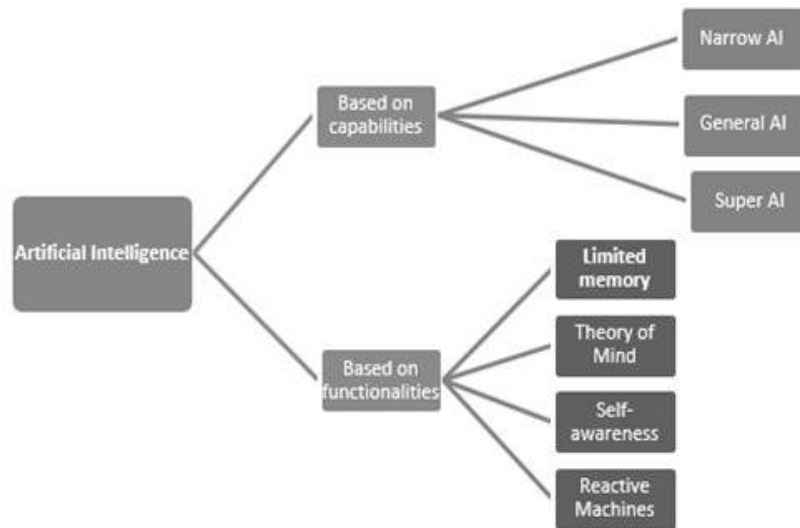 Artificial Intelligence
Based on
capabilities
Narrow AI
General AI
Super AI
Based on
functionalities
Limited
memory
Theory of
Mind
Self-
awareness
Reactive
Machines